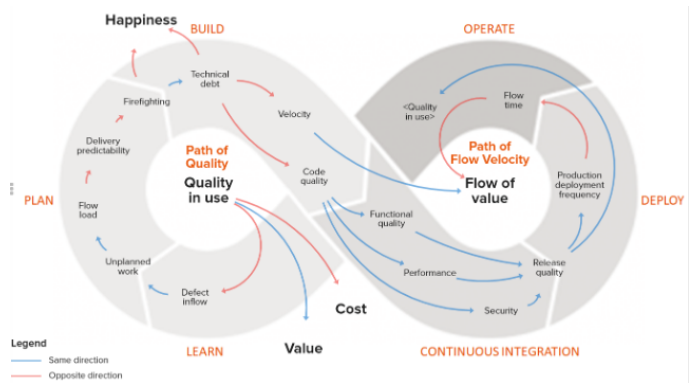 Happiness
BUILD
OPERATE
Technical
debt
Firefighting
Velocity
<Quality
in use>
Flow
time
Delivery
predictability
Path of
Quality
Quality
in use
Code
quality
Path of
Flow Velocity
Flow of
value
Production
deployment
frequency
PLAN
DEPLOY
Flow
load
Functional
quality
Unplanned
work
Performance
Release
quality
Defect
inflow
Security
Cost
Value
LEARN
CONTINUOUS INTEGRATION
Legend
Same direction
Opposite direction